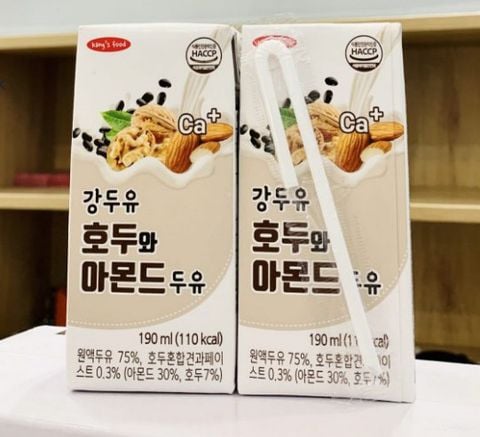 king's food
HACCP
Ca+
강두유
호두와
아몬드 두유
190 ml (110 kcal)
원액두유 75%, 호두혼합견과페이
스트 0.3% (아몬드 30%, 호두7%)
HACCP
Ca+
강두유
호두와
아몬드 두유
190 ml (110 kcal)
원액두유 75%, 호두혼합견과페이
스트 0.3% (아몬드 30%, 호두7%)